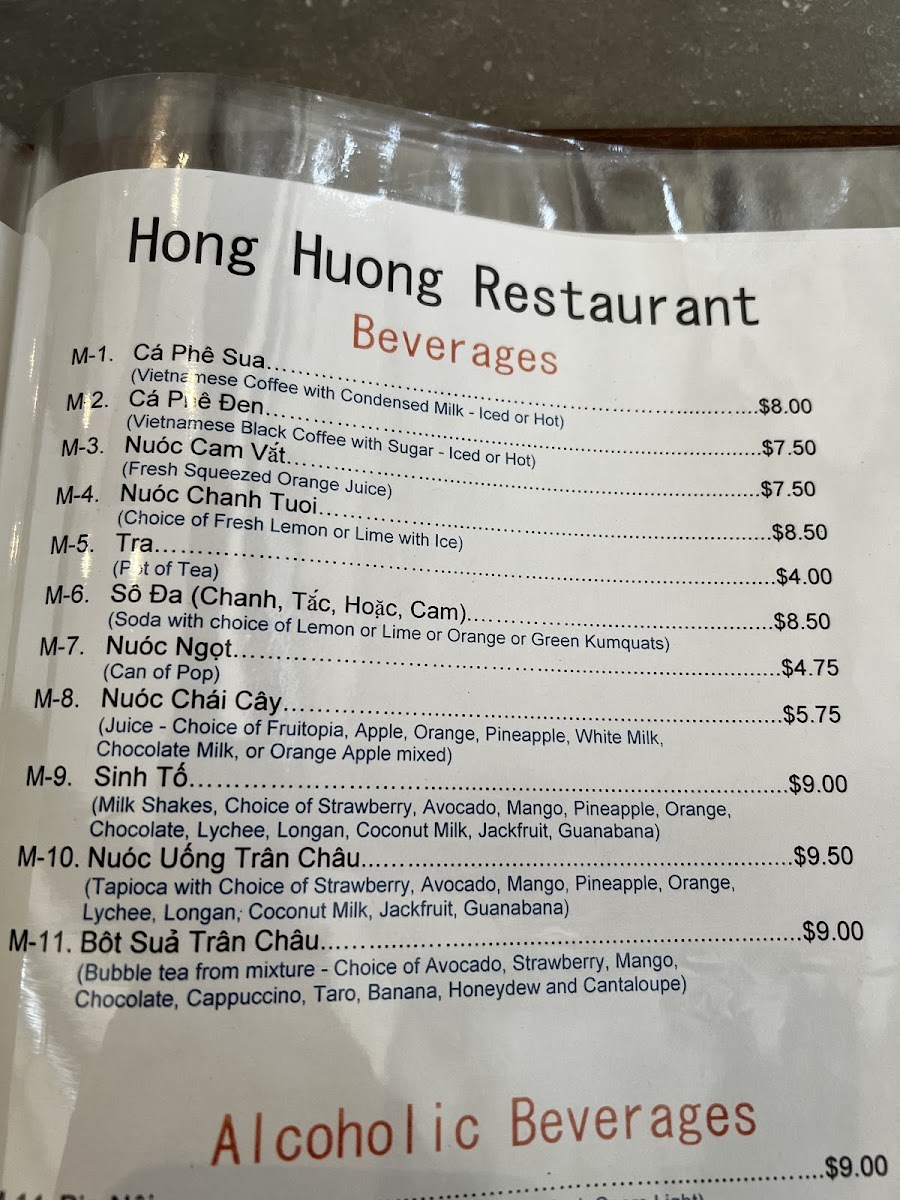 Hong Huong Restaurant
Beverages
M-1. Cá Phê Sua.......................................................................$8.00
(Vietnamese Coffee with Condensed Milk - Iced or Hot)
M-2. Cá Phê Đen.......................................................................$7.50
(Vietnamese Black Coffee with Sugar - Iced or Hot)
M-3. Nuóc Cam Vắt.......................................................................$7.50
(Fresh Squeezed Orange Juice)
M-4. Nuóc Chanh Tuoi.......................................................................$8.50
(Choice of Fresh Lemon or Lime with Ice)
M-5. Tra.......................................................................$4.00
(Pot of Tea)
M-6. Sô Đa (Chanh, Tắc, Hoặc, Cam)..............................................$8.50
(Soda with choice of Lemon or Lime or Orange or Green Kumquats)
M-7. Nuóc Ngọt.......................................................................$4.75
(Can of Pop)
M-8. Nuóc Chái Cây.......................................................................$5.75
(Juice - Choice of Fruitopia, Apple, Orange, Pineapple, White Milk,
Chocolate Milk, or Orange Apple mixed)
M-9. Sinh Tố.......................................................................$9.00
(Milk Shakes, Choice of Strawberry, Avocado, Mango, Pineapple, Orange,
Chocolate, Lychee, Longan, Coconut Milk, Jackfruit, Guanabana)
M-10. Nuóc Uống Trân Châu..............................................................$9.50
(Tapioca with Choice of Strawberry, Avocado, Mango, Pineapple, Orange,
Lychee, Longan, Coconut Milk, Jackfruit, Guanabana)
M-11. Bôt Suả Trân Châu.................................................................$9.00
(Bubble tea from mixture - Choice of Avocado, Strawberry, Mango,
Chocolate, Cappuccino, Taro, Banana, Honeydew and Cantaloupe)
Alcoholic Beverages
$9.00